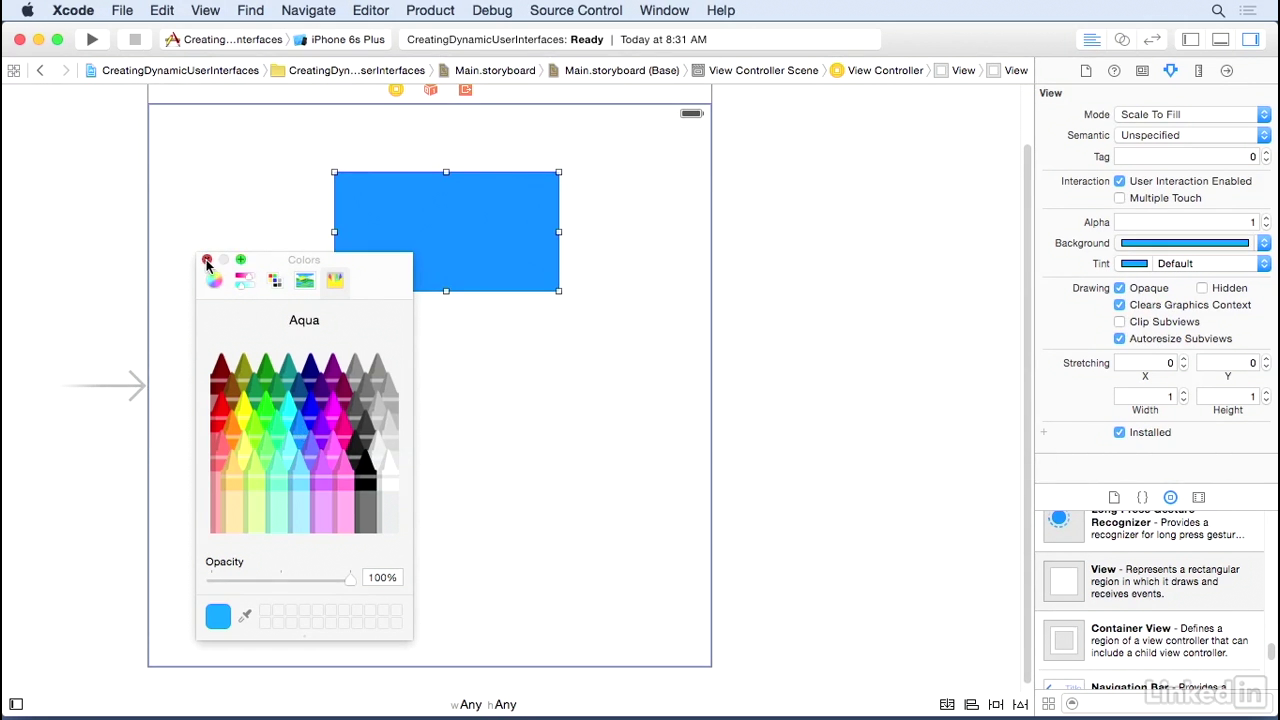 Xcode File Edit View Find Navigate Editor Product Debug Source Control Window Help
Creating...nterfaces iPhone 6s Plus CreatingDynamicUserInterfaces: Ready Today at 8:31 AM
CreatingDynamicUserInterfaces CreatingDyn...serInterfaces Main.storyboard Main.storyboard (Base) View Controller Scene View Controller View View
View
Mode Scale To Fill
Semantic Unspecified
Tag 0
Interaction User Interaction Enabled
Multiple Touch
Alpha 1
Background
Tint Default
Drawing Opaque Hidden
Clears Graphics Context
Clip Subviews
Autoresize Subviews
Stretching 0 0
X Y
1 1
Width Height
Installed
Colors
Aqua
Opacity
100%
Long Press Gesture
Recognizer - Provides a
recognizer for long press gestur...
View - Represents a rectangular
region in which it draws and
receives events.
Container View - Defines a
region of a view controller that can
include a child view controller.
Title
Navigation Bar - Provides a
LinkedIn
wAny hAny